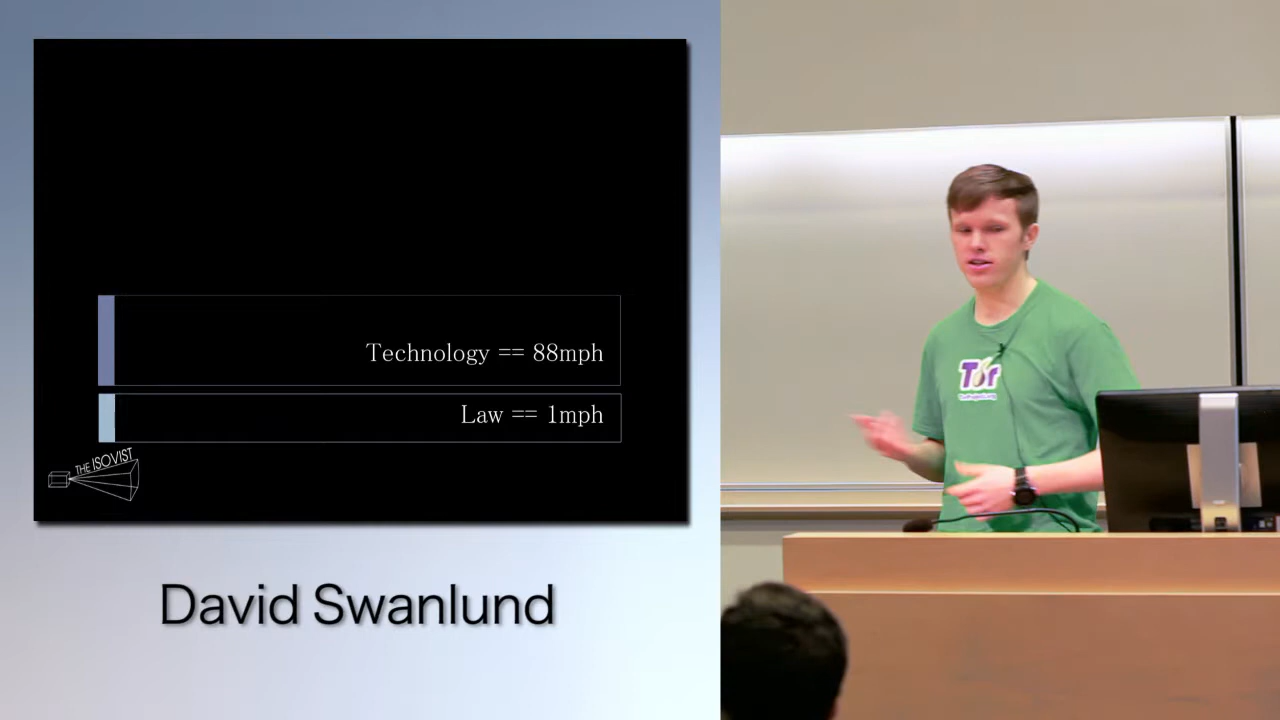 Technology == 88mph
Law == 1mph
THE ISOVIST
David Swanlund
Tor